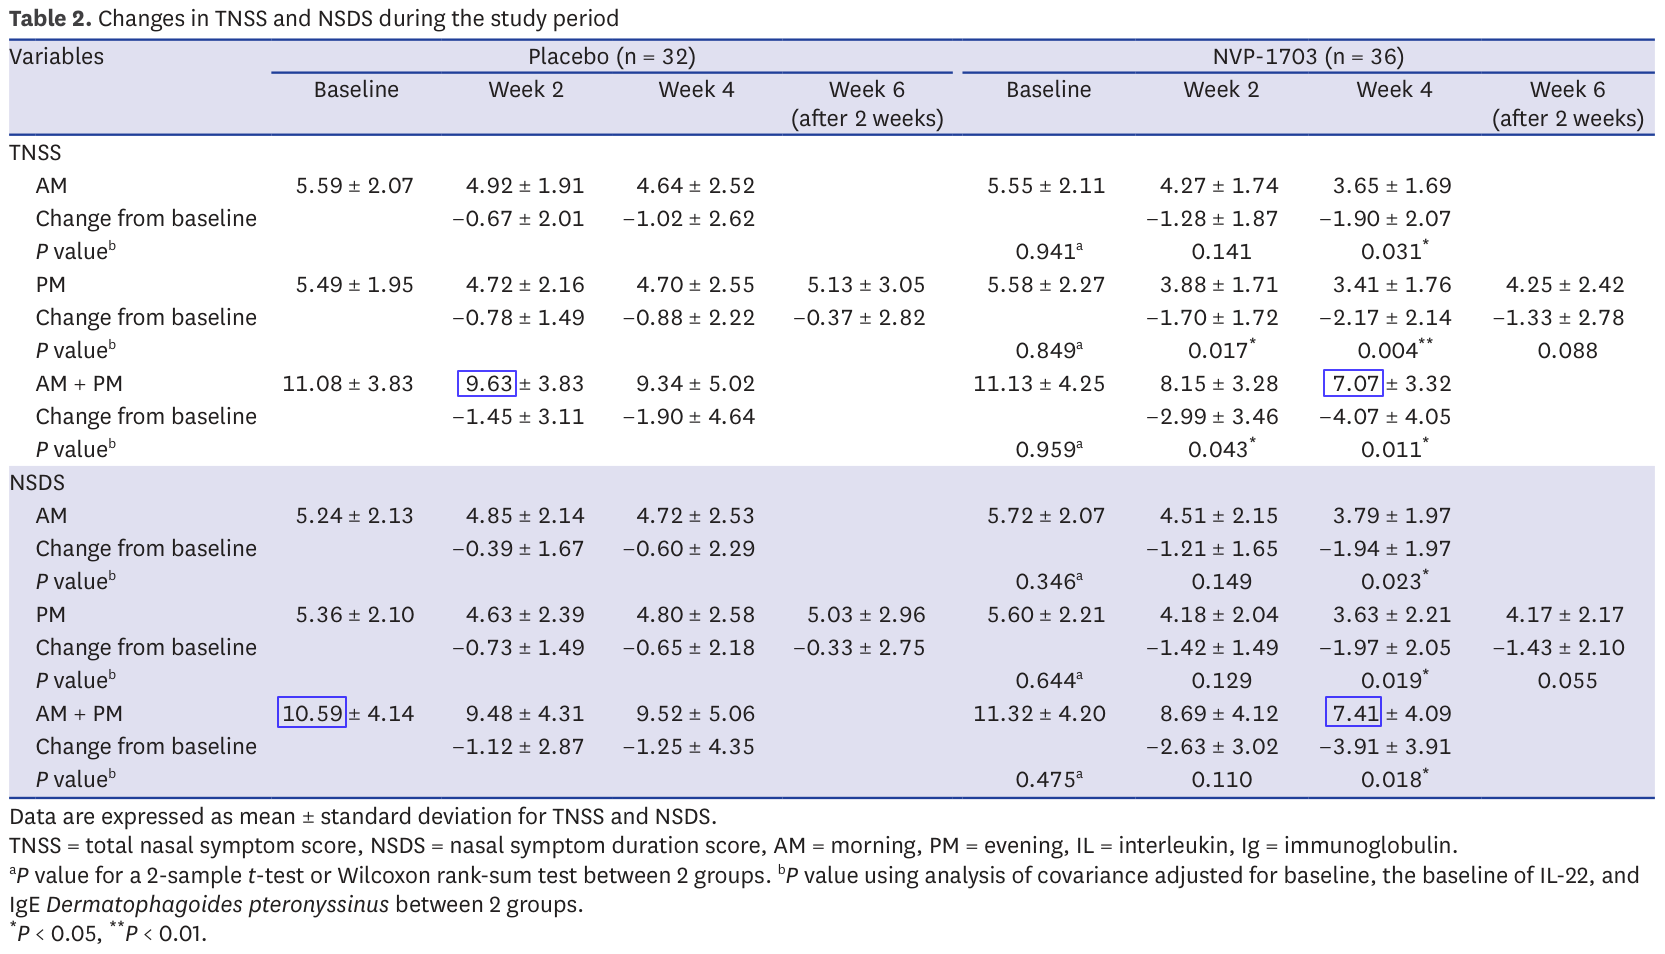 Table 2. Changes in TNSS and NSDS during the study period
Variables Placebo (n = 32) NVP-1703 (n = 36)
Baseline Week 2 Week 4 Week 6 (after 2 weeks) Baseline Week 2 Week 4 Week 6 (after 2 weeks)
TNSS
AM 5.59 ± 2.07 4.92 ± 1.91 4.64 ± 2.52 5.55 ± 2.11 4.27 ± 1.74 3.65 ± 1.69
Change from baseline −0.67 ± 2.01 −1.02 ± 2.62 −1.28 ± 1.87 −1.90 ± 2.07
P valueᵇ 0.941ᵃ 0.141 0.031*
PM 5.49 ± 1.95 4.72 ± 2.16 4.70 ± 2.55 5.13 ± 3.05 5.58 ± 2.27 3.88 ± 1.71 3.41 ± 1.76 4.25 ± 2.42
Change from baseline −0.78 ± 1.49 −0.88 ± 2.22 −0.37 ± 2.82 −1.70 ± 1.72 −2.17 ± 2.14 −1.33 ± 2.78
P valueᵇ 0.849ᵃ 0.017* 0.004** 0.088
AM + PM 11.08 ± 3.83 9.63 ± 3.83 9.34 ± 5.02 11.13 ± 4.25 8.15 ± 3.28 7.07 ± 3.32
Change from baseline −1.45 ± 3.11 −1.90 ± 4.64 −2.99 ± 3.46 −4.07 ± 4.05
P valueᵇ 0.959ᵃ 0.043* 0.011*
NSDS
AM 5.24 ± 2.13 4.85 ± 2.14 4.72 ± 2.53 5.72 ± 2.07 4.51 ± 2.15 3.79 ± 1.97
Change from baseline −0.39 ± 1.67 −0.60 ± 2.29 −1.21 ± 1.65 −1.94 ± 1.97
P valueᵇ 0.346ᵃ 0.149 0.023*
PM 5.36 ± 2.10 4.63 ± 2.39 4.80 ± 2.58 5.03 ± 2.96 5.60 ± 2.21 4.18 ± 2.04 3.63 ± 2.21 4.17 ± 2.17
Change from baseline −0.73 ± 1.49 −0.65 ± 2.18 −0.33 ± 2.75 −1.42 ± 1.49 −1.97 ± 2.05 −1.43 ± 2.10
P valueᵇ 0.644ᵃ 0.129 0.019* 0.055
AM + PM 10.59 ± 4.14 9.48 ± 4.31 9.52 ± 5.06 11.32 ± 4.20 8.69 ± 4.12 7.41 ± 4.09
Change from baseline −1.12 ± 2.87 −1.25 ± 4.35 −2.63 ± 3.02 −3.91 ± 3.91
P valueᵇ 0.475ᵃ 0.110 0.018*
Data are expressed as mean ± standard deviation for TNSS and NSDS.
TNSS = total nasal symptom score, NSDS = nasal symptom duration score, AM = morning, PM = evening, IL = interleukin, Ig = immunoglobulin.
ᵃP value for a 2-sample t-test or Wilcoxon rank-sum test between 2 groups. ᵇP value using analysis of covariance adjusted for baseline, the baseline of IL-22, and
IgE Dermatophagoides pteronyssinus between 2 groups.
*P < 0.05, **P < 0.01.